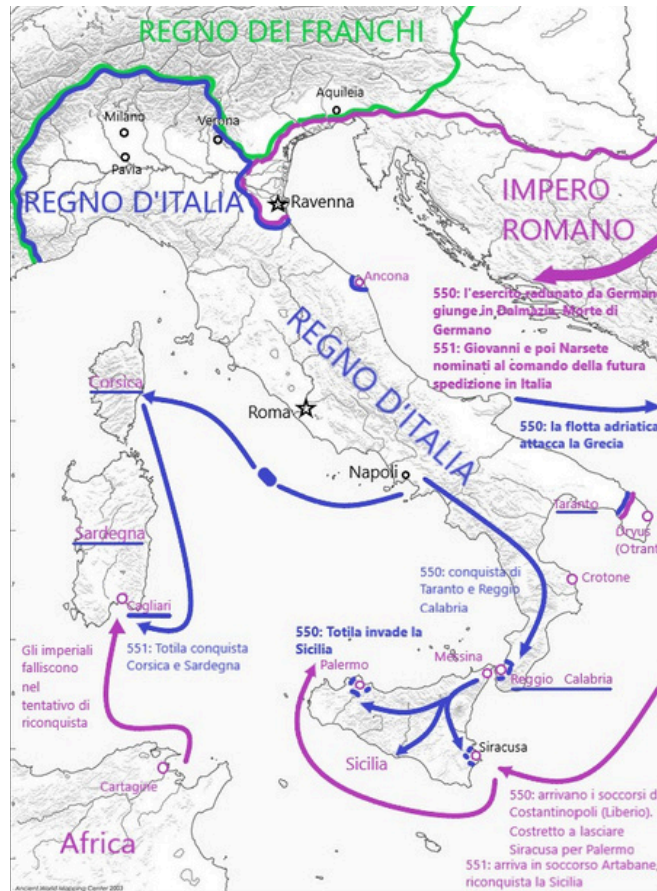 REGNO DEI FRANCHI
Aquileia
Milano
Verona
Pavia
REGNO D'ITALIA
Ravenna
IMPERO
ROMANO
Ancona
550: l'esercito radunato da Germano
giunge in Dalmazia. Morte di
Germano
551: Giovanni e poi Narsete
nominati al comando della futura
spedizione in Italia
REGNO D'ITALIA
Corsica
Roma
550: la flotta adriatica
attacca la Grecia
Napoli
Taranto
Dryus
(Otrant
Sardegna
Crotone
550: conquista di
Taranto e Reggio
Calabria
Cagliari
Gli imperiali
falliscono
nel
tentativo di
riconquista
551: Totila conquista
Corsica e Sardegna
550: Totila invade la
Sicilia
Palermo
Messina
Reggio Calabria
Siracusa
Sicilia
Cartagine
Africa
550: arrivano i soccorsi d
Costantinopoli (Liberio).
Costretto a lasciare
Siracusa per Palermo
551: arriva in soccorso Artabane,
riconquista la Sicilia
Ancient World Mapping Center 2003